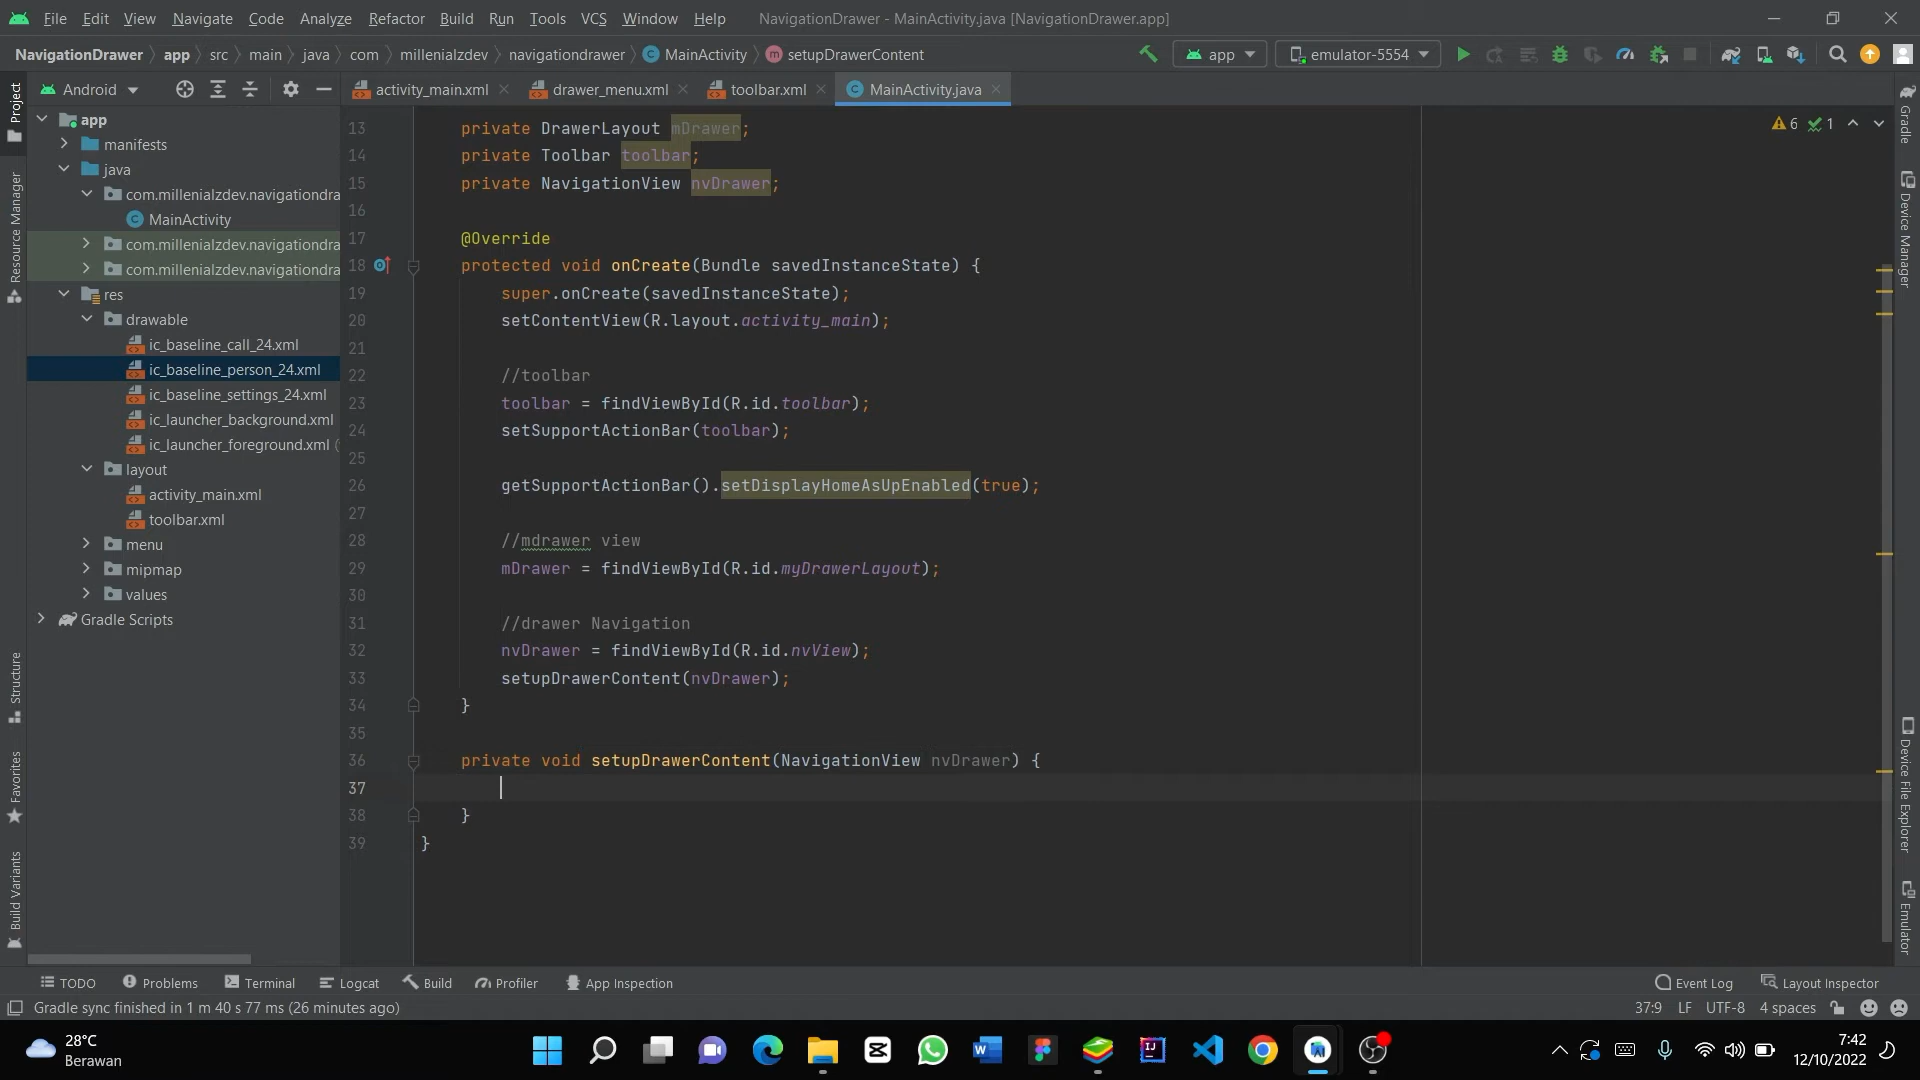 File Edit View Navigate Code Analyze Refactor Build Run Tools VCS Window Help NavigationDrawer - MainActivity.java [NavigationDrawer.app]
NavigationDrawer app src main java com millenialzdev navigationdrawer MainActivity setupDrawerContent app emulator-5554
Android activity_main.xml drawer_menu.xml toolbar.xml MainActivity.java
Project
Resource Manager
Structure
Favorites
Build Variants
app
manifests
java
com.millenialzdev.navigationdra
MainActivity
com.millenialzdev.navigationdra
com.millenialzdev.navigationdra
res
drawable
ic_baseline_call_24.xml
ic_baseline_person_24.xml
ic_baseline_settings_24.xml
ic_launcher_background.xml
ic_launcher_foreground.xml (
layout
activity_main.xml
toolbar.xml
menu
mipmap
values
Gradle Scripts
6 1
13 private DrawerLayout mDrawer;
14 private Toolbar toolbar;
15 private NavigationView nvDrawer;
16
17 @Override
18 protected void onCreate(Bundle savedInstanceState) {
19 super.onCreate(savedInstanceState);
20 setContentView(R.layout.activity_main);
21
22 //toolbar
23 toolbar = findViewById(R.id.toolbar);
24 setSupportActionBar(toolbar);
25
26 getSupportActionBar().setDisplayHomeAsUpEnabled(true);
27
28 //mdrawer view
29 mDrawer = findViewById(R.id.myDrawerLayout);
30
31 //drawer Navigation
32 nvDrawer = findViewById(R.id.nvView);
33 setupDrawerContent(nvDrawer);
34 }
35
36 private void setupDrawerContent(NavigationView nvDrawer) {
37
38 }
39 }
Gradle
Device Manager
Device File Explorer
Emulator
TODO Problems Terminal Logcat Build Profiler App Inspection Event Log Layout Inspector
Gradle sync finished in 1 m 40 s 77 ms (26 minutes ago) 37:9 LF UTF-8 4 spaces
28°C
Berawan
7:42
12/10/2022